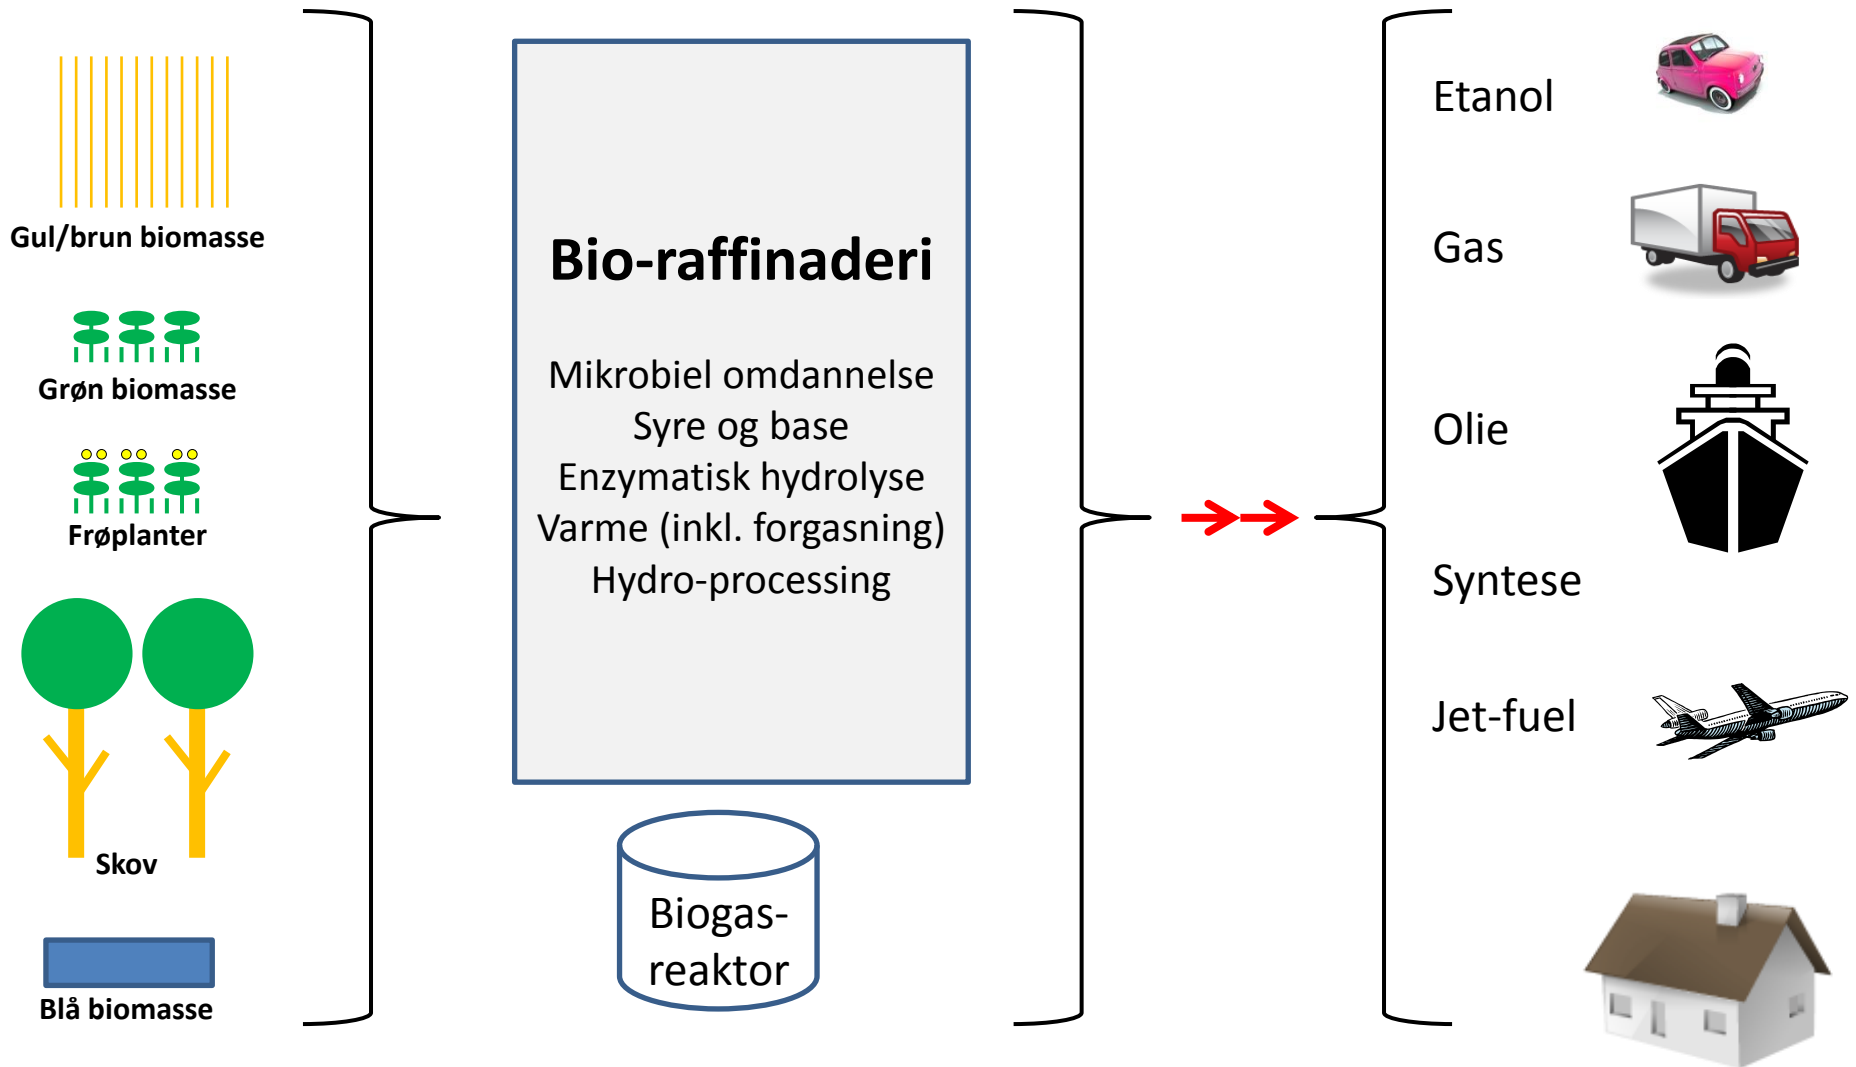 Gul/brun biomasse
Grøn biomasse
Frøplanter
Skov
Blå biomasse
Bio-raffinaderi
Mikrobiel omdannelse
Syre og base
Enzymatisk hydrolyse
Varme (inkl. forgasning)
Hydro-processing
Biogas-
reaktor
Etanol
Gas
Olie
Syntese
Jet-fuel